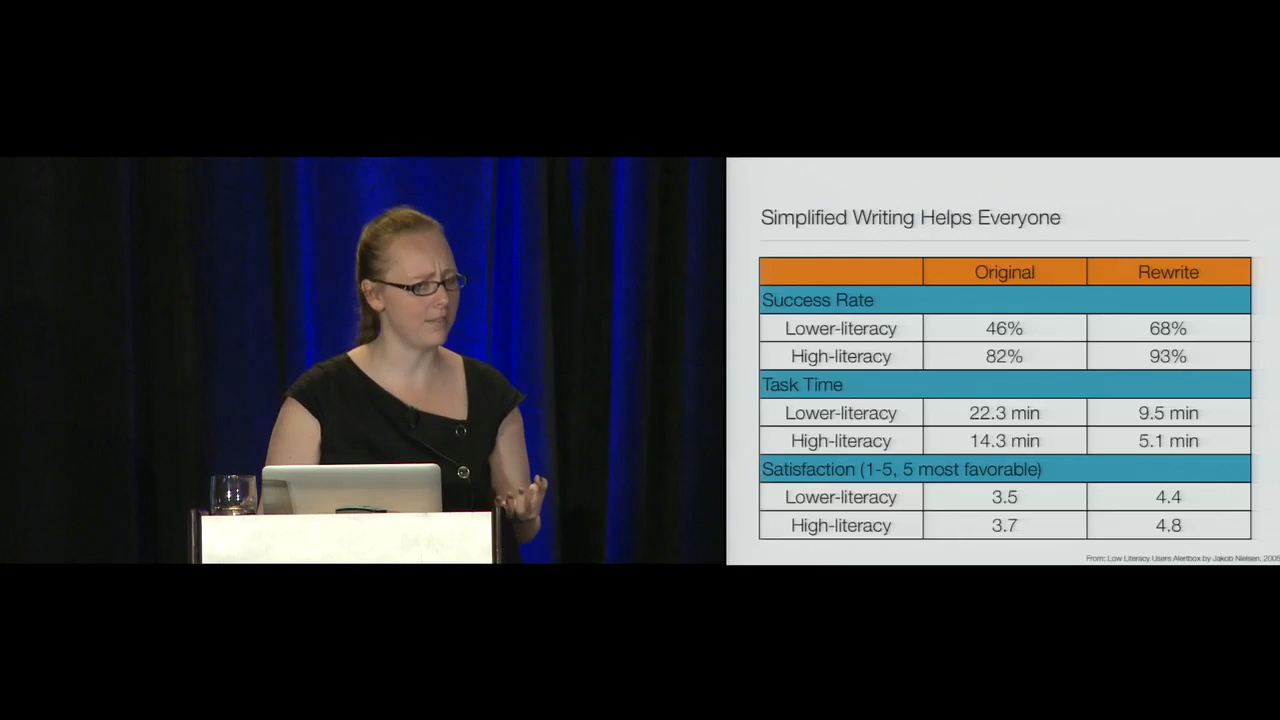 Simplified Writing Helps Everyone
Original Rewrite
Success Rate
Lower-literacy 46% 68%
High-literacy 82% 93%
Task Time
Lower-literacy 22.3 min 9.5 min
High-literacy 14.3 min 5.1 min
Satisfaction (1-5, 5 most favorable)
Lower-literacy 3.5 4.4
High-literacy 3.7 4.8
From: Low Literacy Users Alertbox by Jakob Nielsen, 2005